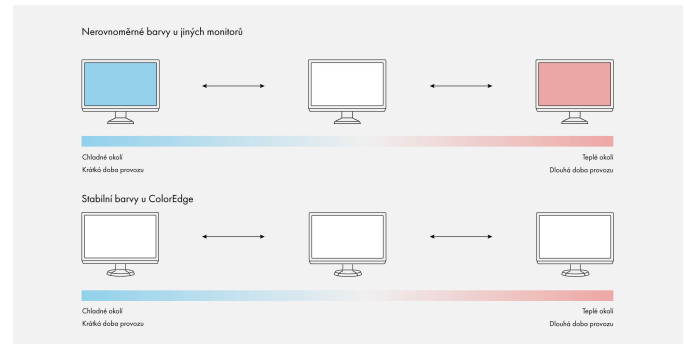 Nerovnoměrné barvy u jiných monitorů
Chladné okolí
Teplé okolí
Krátká doba provozu
Dlouhá doba provozu
Stabilní barvy u ColorEdge
Chladné okolí
Teplé okolí
Krátká doba provozu
Dlouhá doba provozu